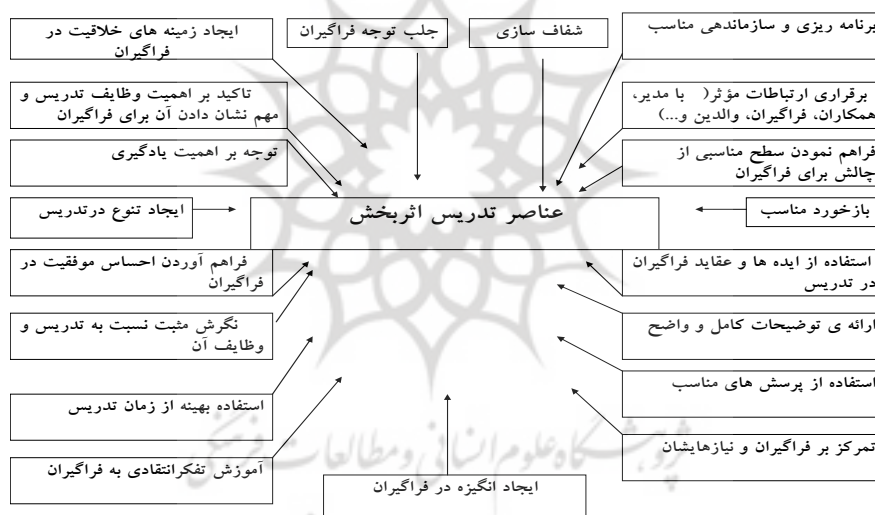 برنامه ریزی و سازماندهی مناسب
شفاف سازی
جلب توجه فراگیران
ایجاد زمینه های خلاقیت در
فراگیران
برقراری ارتباطات مؤثر( با مدیر،
همکاران، فراگیران، والدین و...)
تاکید بر اهمیت وظایف تدریس و
مهم نشان دادن آن برای فراگیران
فراهم نمودن سطح مناسبی از
چالش برای فراگیران
توجه بر اهمیت یادگیری
بازخورد مناسب
عناصر تدریس اثربخش
ایجاد تنوع درتدریس
استفاده از ایده ها و عقاید فراگیران
در تدریس
فراهم آوردن احساس موفقیت در
فراگیران
ارائه ی توضیحات کامل و واضح
نگرش مثبت نسبت به تدریس و
وظایف آن
استفاده از پرسش های مناسب
استفاده بهینه از زمان تدریس
تمرکز بر فراگیران و نیازهایشان
آموزش تفکرانتقادی به فراگیران
ایجاد انگیزه در فراگیران
پژوهشگاه علوم انسانی و مطالعات فرهنگی